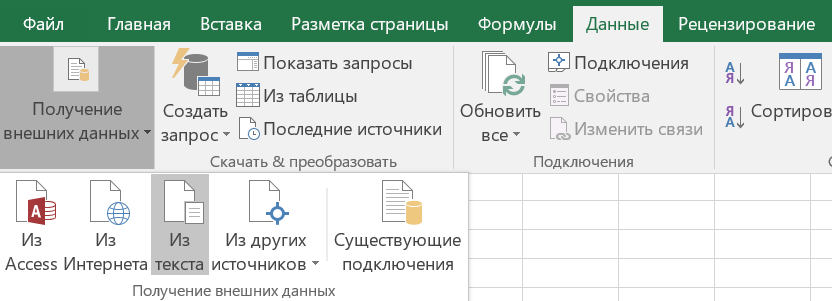 Файл Главная Вставка Разметка страницы Формулы Данные Рецензирование
Получение
внешних данных
Создать
запрос
Показать запросы
Из таблицы
Последние источники
Скачать & преобразовать
Обновить
все
Подключения
Свойства
Изменить связи
Подключения
А
Я
Я
А
Я А
А Я
Сортиров
Из
Access
Из
Интернета
Из
текста
Из других
источников
Существующие
подключения
Получение внешних данных